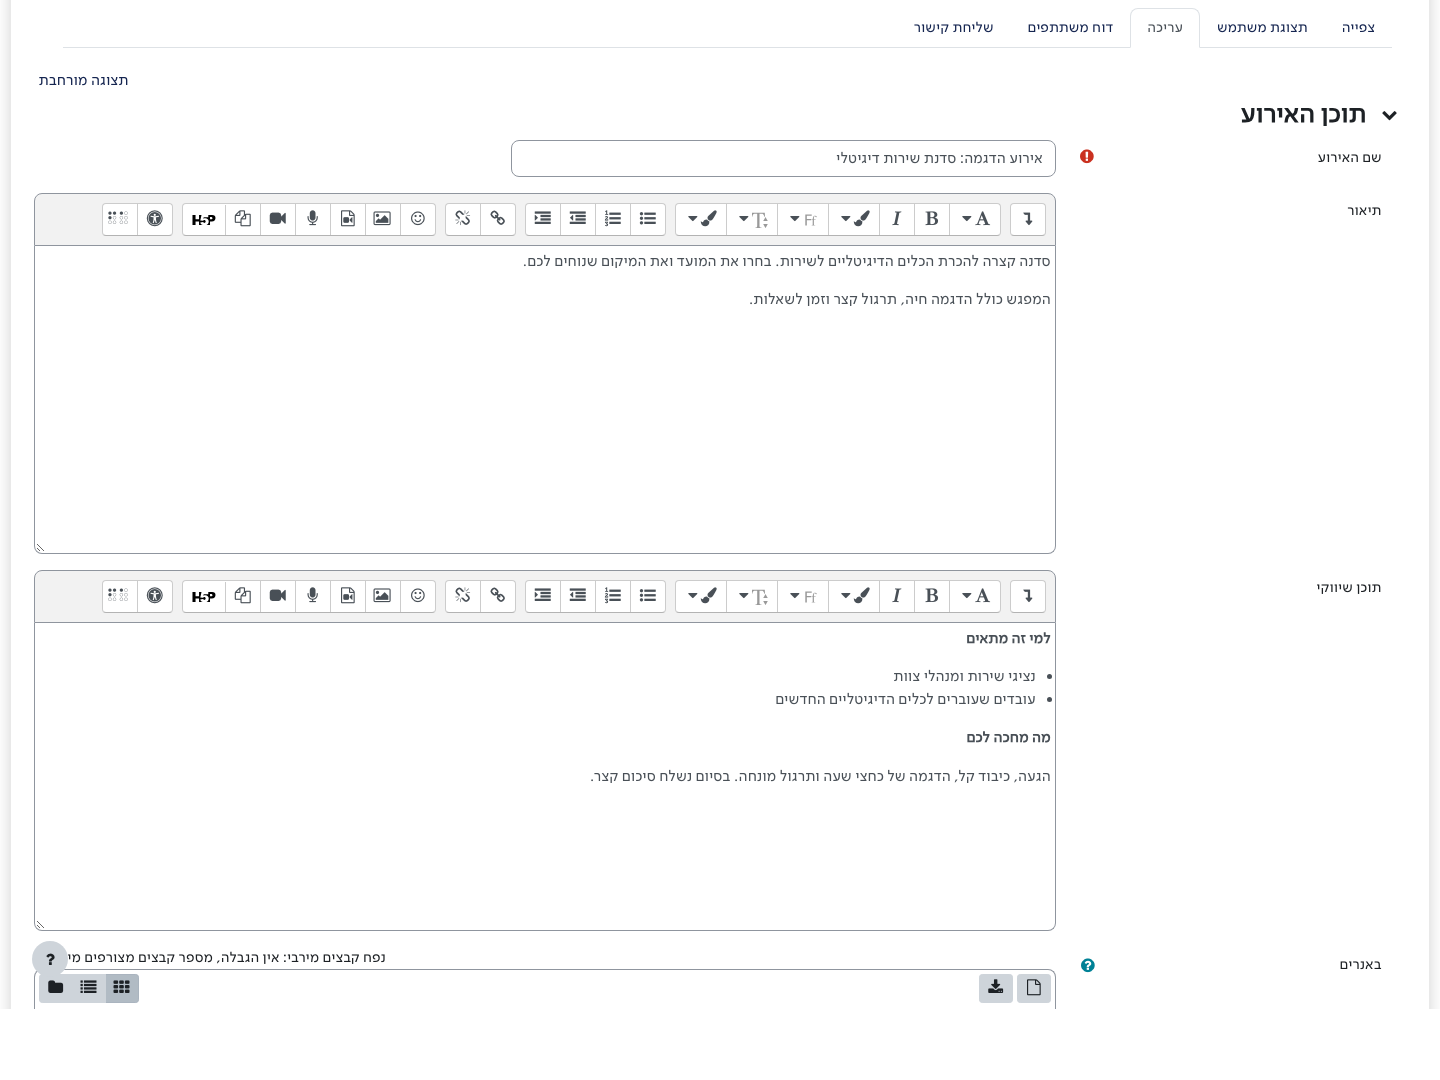 צפייה
תצוגת משתמש
עריכה
דוח משתתפים
שליחת קישור
תצוגה מורחבת
תוכן האירוע
שם האירוע
אירוע הדגמה: סדנת שירות דיגיטלי
תיאור
סדנה קצרה להכרת הכלים הדיגיטליים לשירות. בחרו את המועד ואת המיקום שנוחים לכם.
המפגש כולל הדגמה חיה, תרגול קצר וזמן לשאלות.
תוכן שיווקי
למי זה מתאים
נציגי שירות ומנהלי צוות
עובדים שעוברים לכלים הדיגיטליים החדשים
מה מחכה לכם
הגעה, כיבוד קל, הדגמה של כחצי שעה ותרגול מונחה. בסיום נשלח סיכום קצר.
באנרים
נפח קבצים מירבי: אין הגבלה, מספר קבצים מצורפים